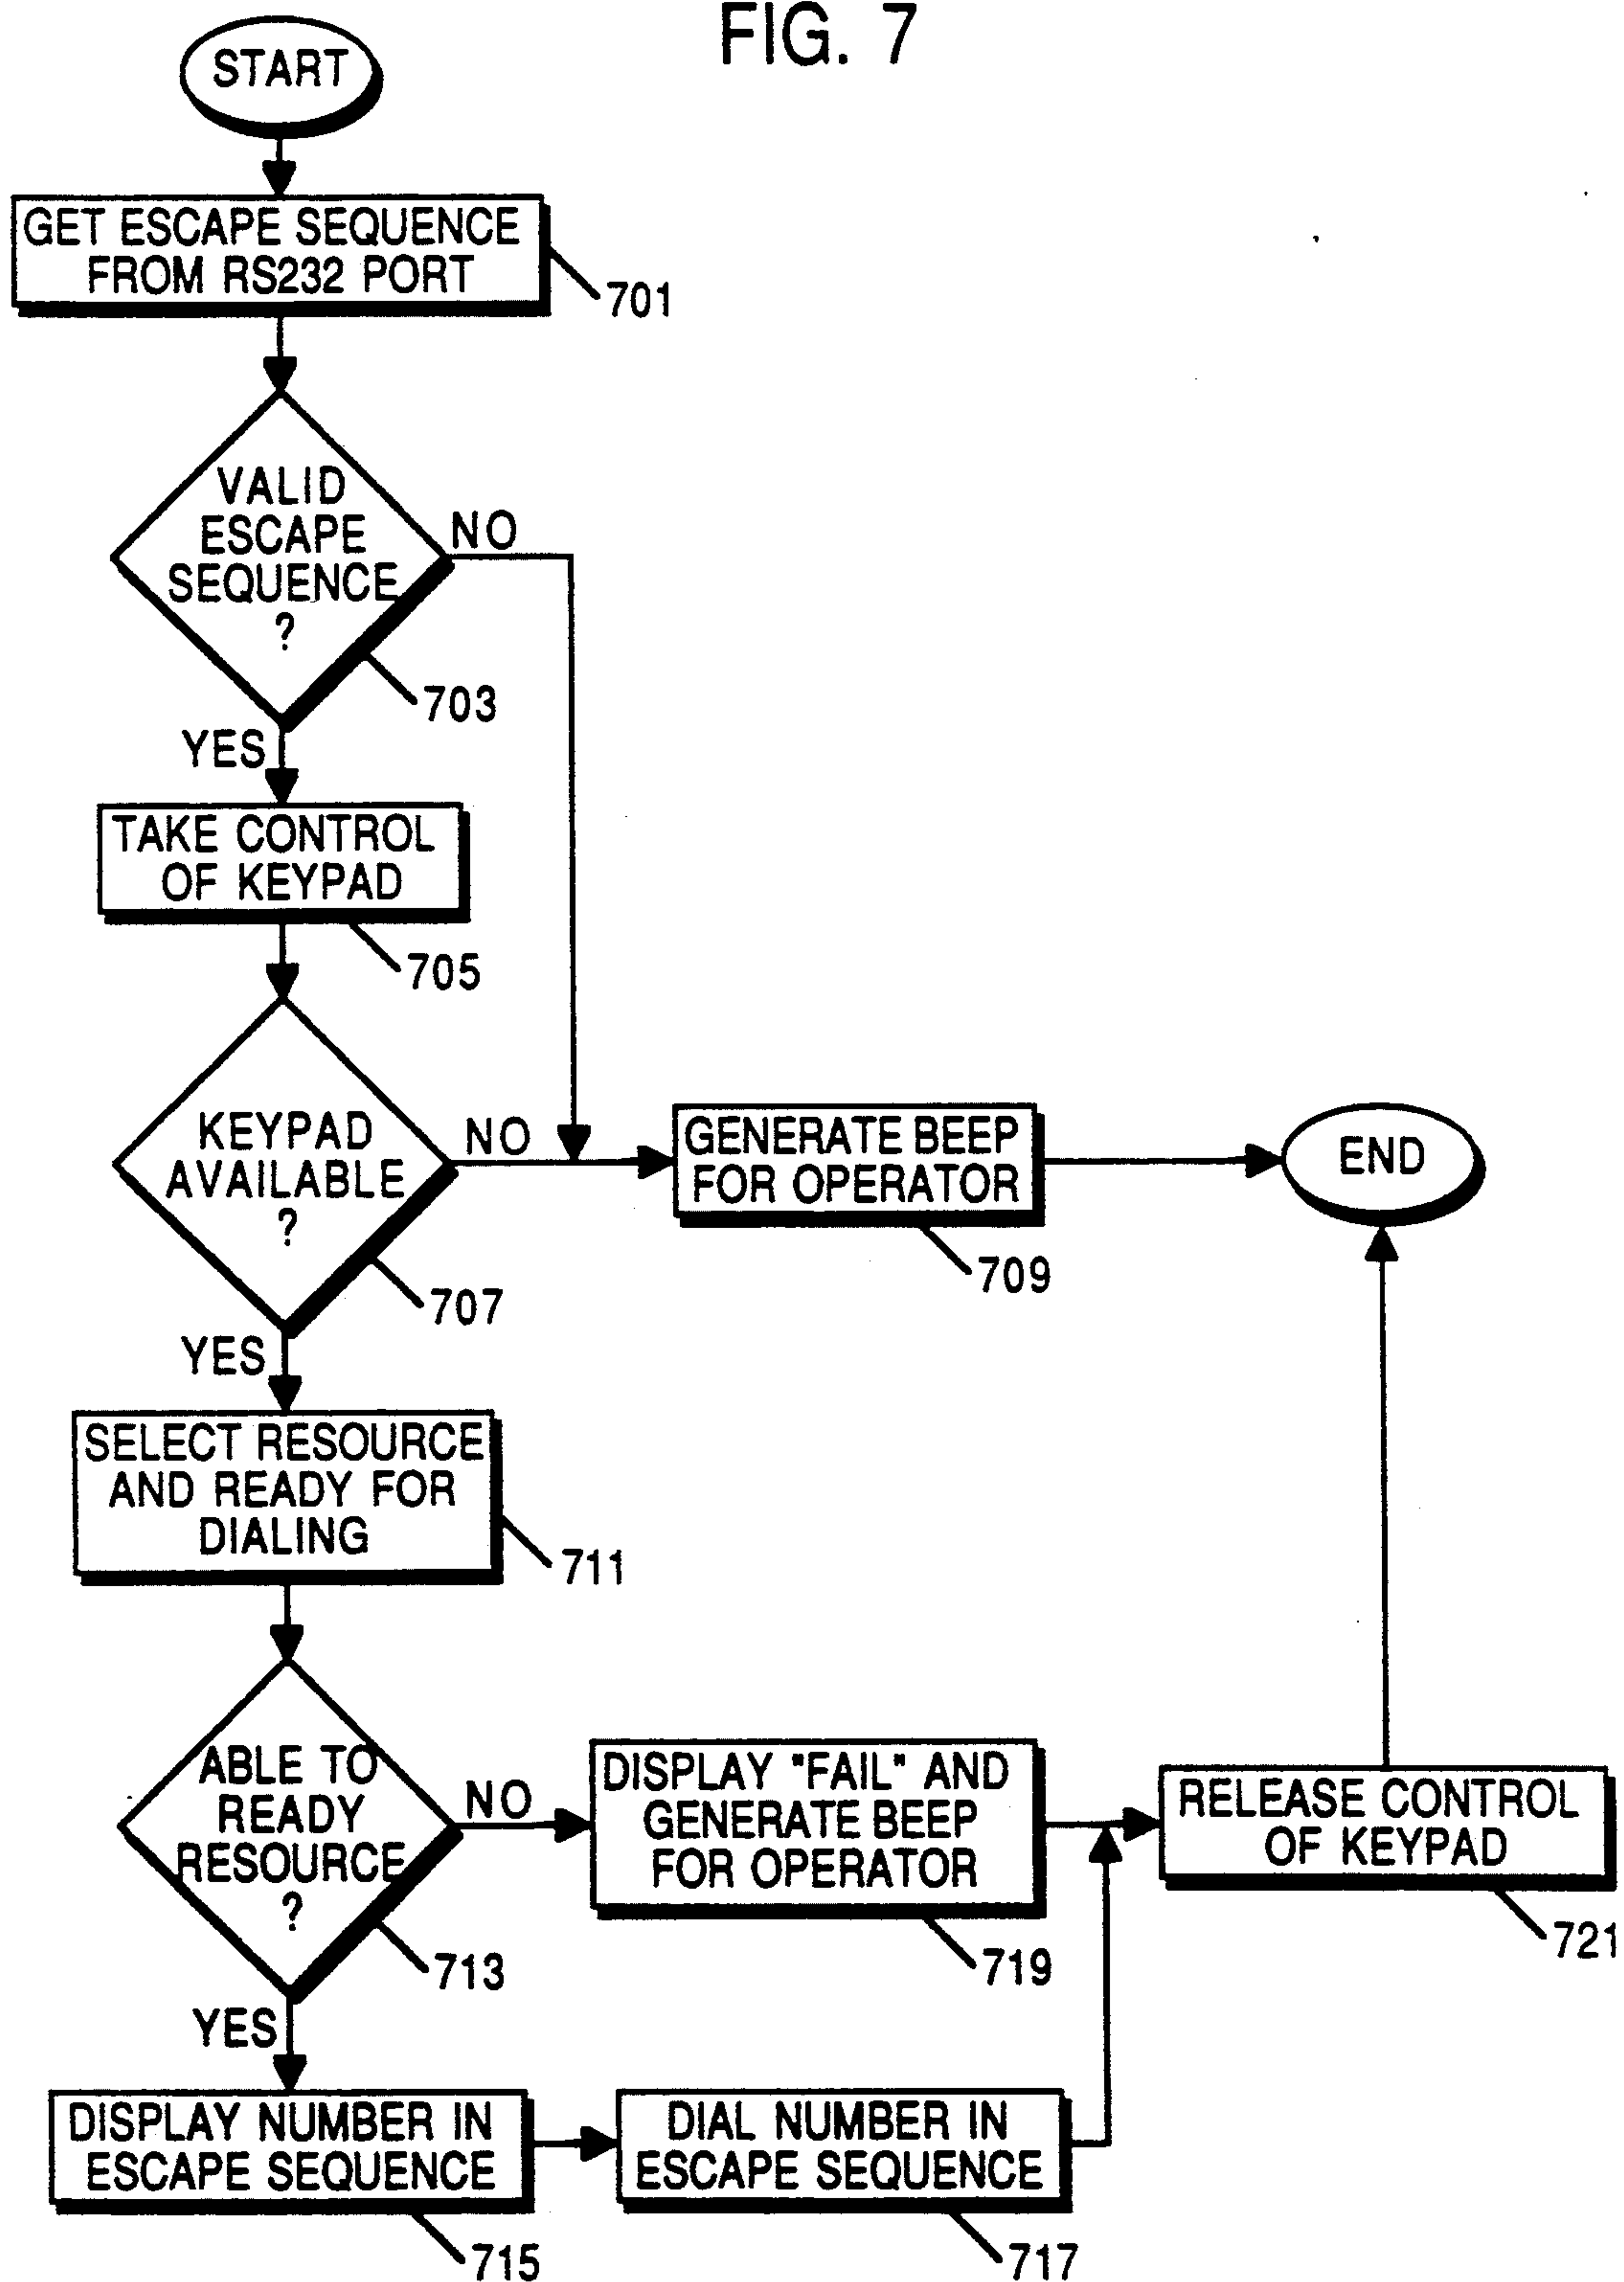 FIG. 7
START
GET ESCAPE SEQUENCE
FROM RS232 PORT
701
VALID
ESCAPE
SEQUENCE
?
NO
703
YES
TAKE CONTROL
OF KEYPAD
705
KEYPAD
AVAILABLE
?
NO
707
GENERATE BEEP
FOR OPERATOR
709
END
YES
SELECT RESOURCE
AND READY FOR
DIALING
711
ABLE TO
READY
RESOURCE
?
NO
713
DISPLAY "FAIL" AND
GENERATE BEEP
FOR OPERATOR
719
RELEASE CONTROL
OF KEYPAD
721
YES
DISPLAY NUMBER IN
ESCAPE SEQUENCE
715
DIAL NUMBER IN
ESCAPE SEQUENCE
717